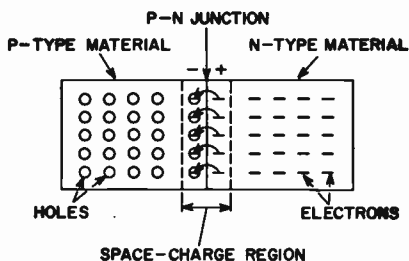 P-N JUNCTION
P-TYPE MATERIAL
N-TYPE MATERIAL
- +
HOLES
ELECTRONS
SPACE-CHARGE REGION